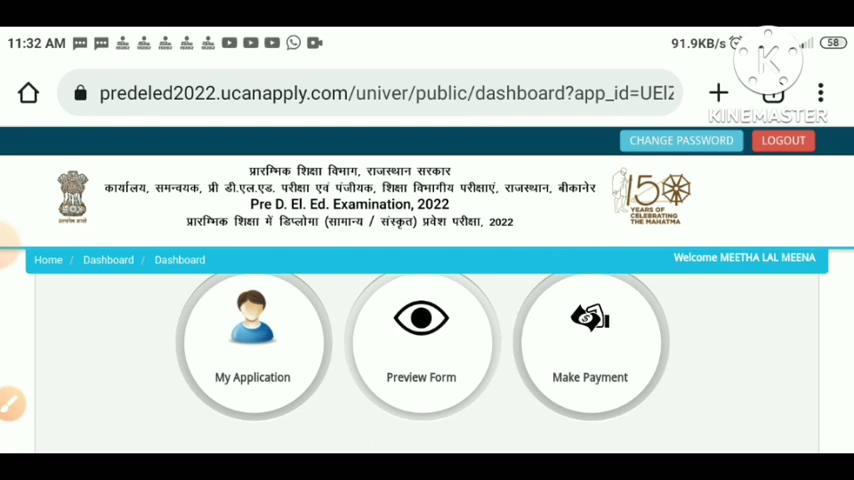 11:32 AM
91.9KB/s
58
predeled2022.ucanapply.com/univer/public/dashboard?app_id=UElZ
KINEMASTER
CHANGE PASSWORD
LOGOUT
प्रारम्भिक शिक्षा विभाग, राजस्थान सरकार
कार्यालय, समन्वयक, प्री डी.एल.एड. परीक्षा एवं पंजीयक, शिक्षा विभागीय परीक्षाएं, राजस्थान, बीकानेर
Pre D. El. Ed. Examination, 2022
प्रारम्भिक शिक्षा में डिप्लोमा (सामान्य / संस्कृत) प्रवेश परीक्षा, 2022
150
YEARS OF
CELEBRATING
THE MAHATMA
Home / Dashboard / Dashboard
Welcome MEETHA LAL MEENA
My Application
Preview Form
Make Payment